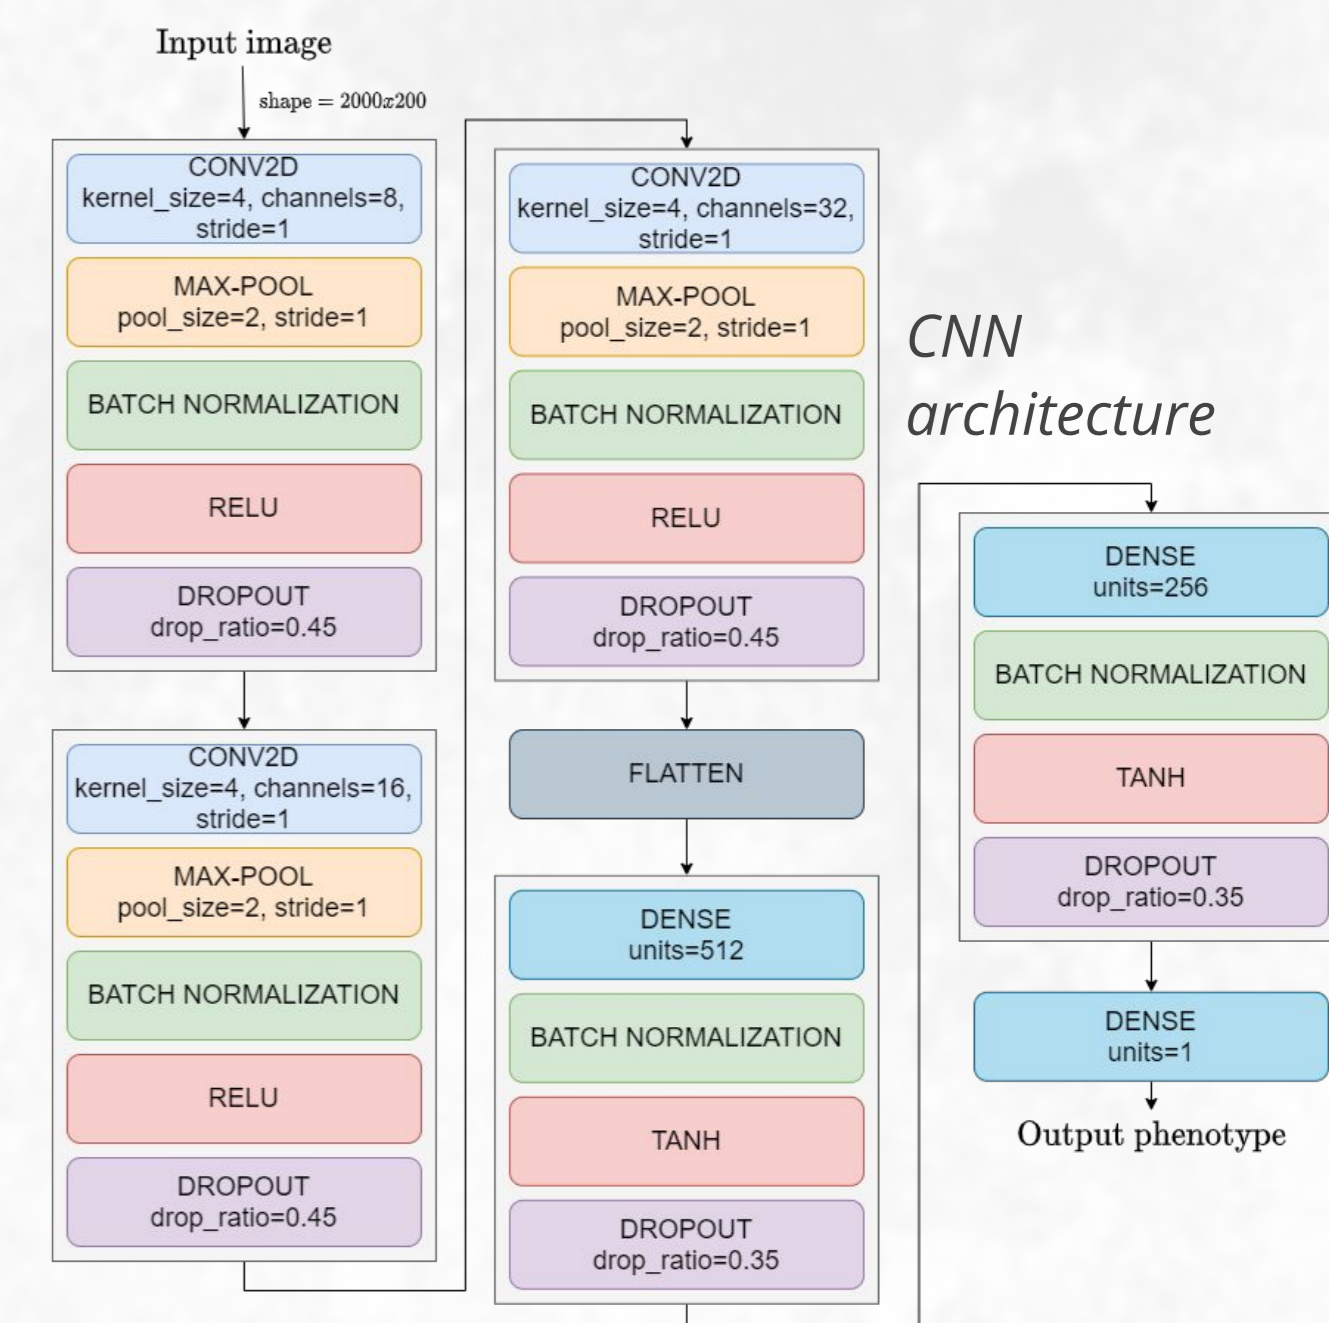 Input image
shape = 2000x200
CONV2D
kernel_size=4, channels=8,
stride=1
MAX-POOL
pool_size=2, stride=1
BATCH NORMALIZATION
RELU
DROPOUT
drop_ratio=0.45
CONV2D
kernel_size=4, channels=16,
stride=1
MAX-POOL
pool_size=2, stride=1
BATCH NORMALIZATION
RELU
DROPOUT
drop_ratio=0.45
CONV2D
kernel_size=4, channels=32,
stride=1
MAX-POOL
pool_size=2, stride=1
BATCH NORMALIZATION
RELU
DROPOUT
drop_ratio=0.45
FLATTEN
DENSE
units=512
BATCH NORMALIZATION
TANH
DROPOUT
drop_ratio=0.35
CNN
architecture
DENSE
units=256
BATCH NORMALIZATION
TANH
DROPOUT
drop_ratio=0.35
DENSE
units=1
Output phenotype